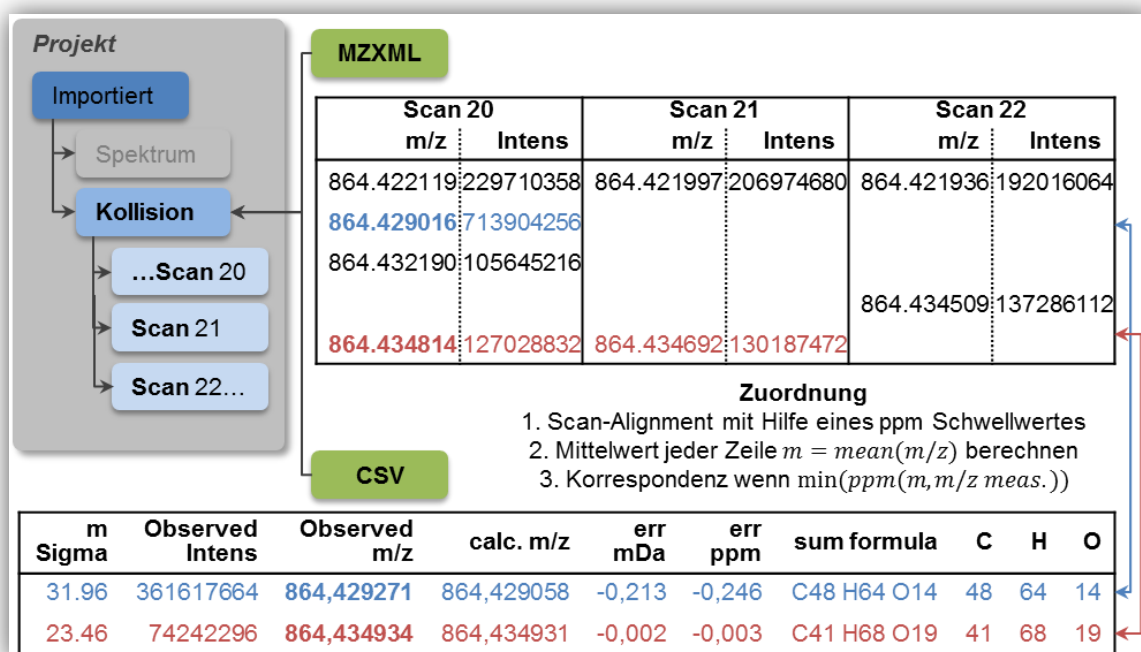 Projekt
Importiert
Spektrum
Kollision
...Scan 20
Scan 21
Scan 22...
MZXML
Scan 20 Scan 21 Scan 22
m/z Intens m/z Intens m/z Intens
864.422119 229710358 864.421997 206974680 864.421936 192016064
864.429016 713904256
864.432190 105645216
864.434509 137286112
864.434814 127028832 864.434692 130187472
Zuordnung
1. Scan-Alignment mit Hilfe eines ppm Schwellwertes
2. Mittelwert jeder Zeile m = mean(m/z) berechnen
3. Korrespondenz wenn min(ppm(m, m/z meas.))
CSV
m Observed Observed err err
Sigma Intens m/z calc. m/z mDa ppm sum formula C H O
31.96 361617664 864,429271 864,429058 -0,213 -0,246 C48 H64 O14 48 64 14
23.46 74242296 864,434934 864,434931 -0,002 -0,003 C41 H68 O19 41 68 19